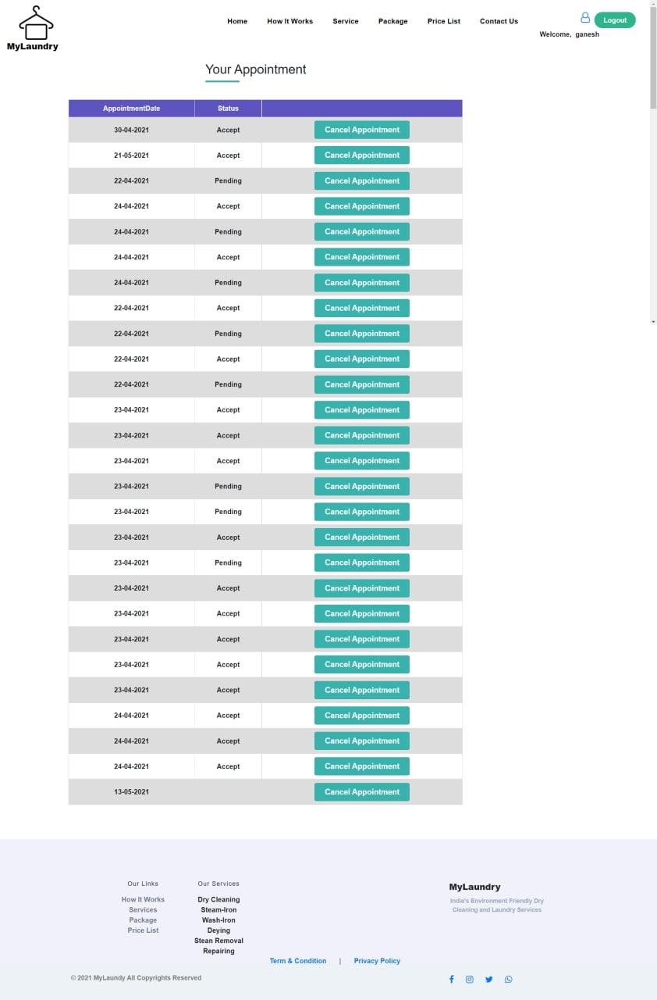 Home How It Works Service Package Price List Contact Us Logout
MyLaundry
Welcome, ganesh
Your Appointment
AppointmentDate Status
30-04-2021 Accept Cancel Appointment
21-05-2021 Accept Cancel Appointment
22-04-2021 Pending Cancel Appointment
24-04-2021 Accept Cancel Appointment
24-04-2021 Pending Cancel Appointment
24-04-2021 Accept Cancel Appointment
24-04-2021 Pending Cancel Appointment
22-04-2021 Accept Cancel Appointment
22-04-2021 Pending Cancel Appointment
22-04-2021 Accept Cancel Appointment
22-04-2021 Pending Cancel Appointment
23-04-2021 Accept Cancel Appointment
23-04-2021 Accept Cancel Appointment
23-04-2021 Accept Cancel Appointment
23-04-2021 Pending Cancel Appointment
23-04-2021 Pending Cancel Appointment
23-04-2021 Accept Cancel Appointment
23-04-2021 Pending Cancel Appointment
23-04-2021 Accept Cancel Appointment
23-04-2021 Accept Cancel Appointment
23-04-2021 Accept Cancel Appointment
23-04-2021 Accept Cancel Appointment
23-04-2021 Accept Cancel Appointment
24-04-2021 Accept Cancel Appointment
24-04-2021 Accept Cancel Appointment
24-04-2021 Accept Cancel Appointment
13-05-2021 Cancel Appointment
Our Links
How It Works
Services
Package
Price List
Our Services
Dry Cleaning
Steam-Iron
Wash-Iron
Deying
Stean Removal
Repairing
MyLaundry
India's Environment Friendly Dry
Cleaning and Laundry Services
Term & Condition | Privacy Policy
© 2021 MyLaundy All Copyrights Reserved